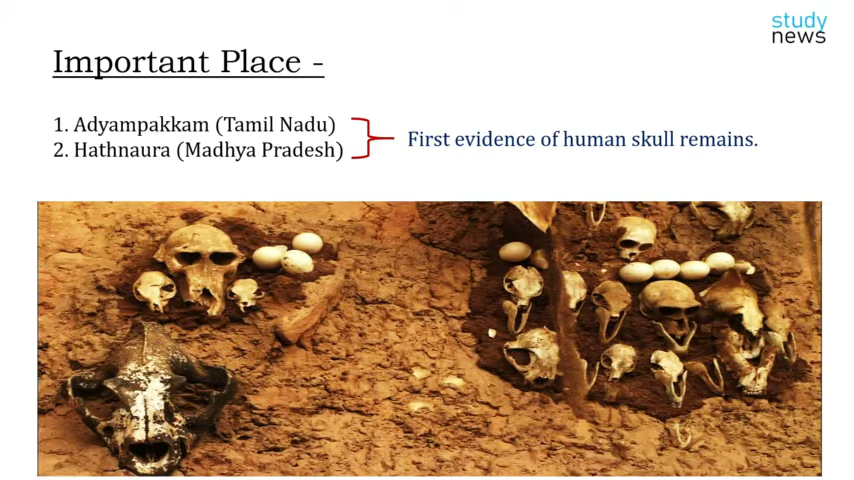 study
news
Important Place -
1. Adyampakkam (Tamil Nadu)
2. Hathnaura (Madhya Pradesh)
First evidence of human skull remains.